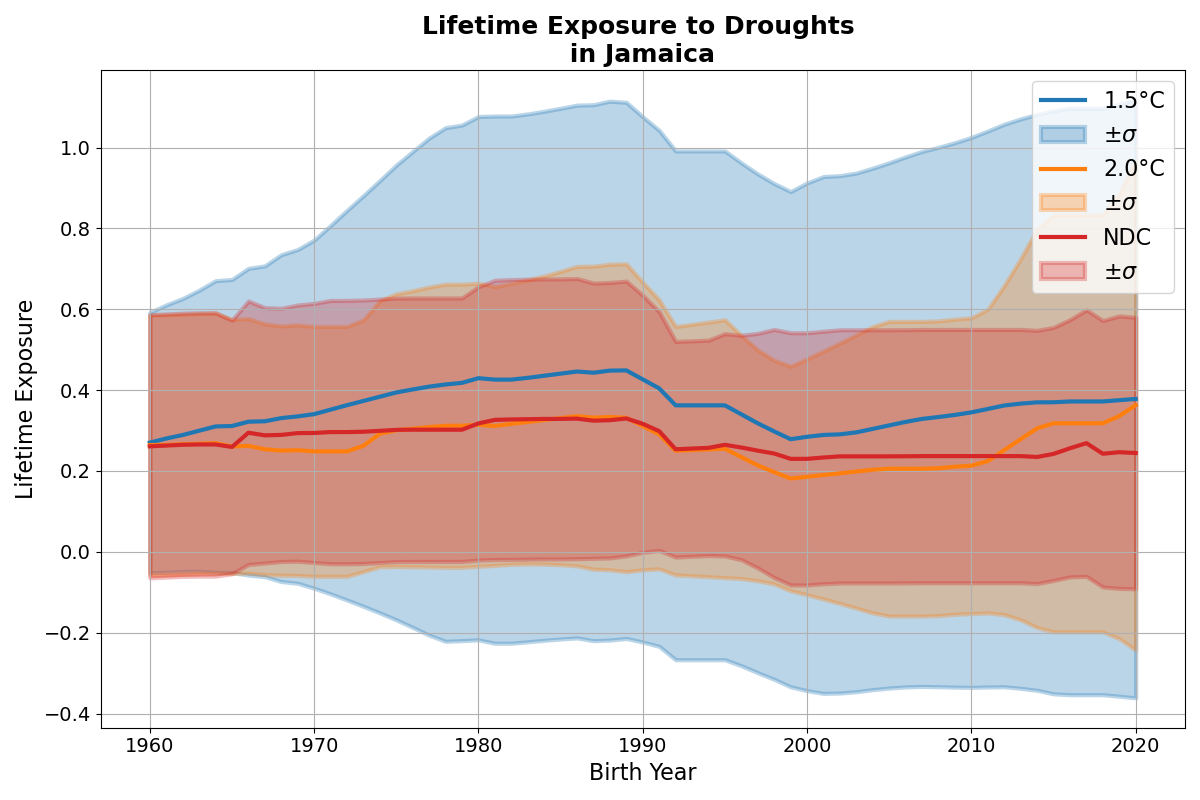 Lifetime Exposure to Droughts
in Jamaica
1.5°C
±σ
2.0°C
±σ
NDC
±σ
Lifetime Exposure
1.0
0.8
0.6
0.4
0.2
0.0
−0.2
−0.4
1960 1970 1980 1990 2000 2010 2020
Birth Year